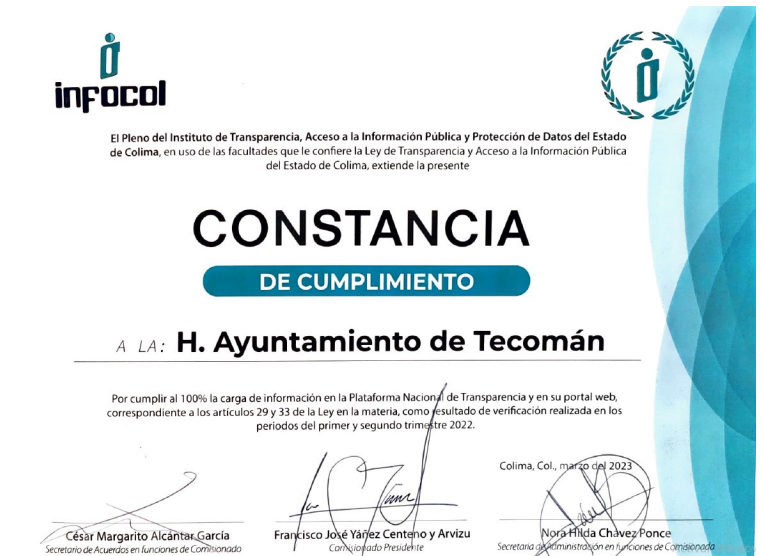 infocol
El Pleno del Instituto de Transparencia, Acceso a la Información Pública y Protección de Datos del Estado
de Colima, en uso de las facultades que le confiere la Ley de Transparencia y Acceso a la Información Pública
del Estado de Colima, extiende la presente
CONSTANCIA
DE CUMPLIMIENTO
A LA: H. Ayuntamiento de Tecomán
Por cumplir al 100% la carga de información en la Plataforma Nacional de Transparencia y en su portal web,
correspondiente a los artículos 29 y 33 de la Ley en la materia, como resultado de verificación realizada en los
periodos del primer y segundo trimestre 2022.
Colima, Col., marzo del 2023
César Margarito Alcántar García
Secretario de Acuerdos en funciones de Comisionado
Francisco José Yáñez Centeno y Arvizu
Comisionado Presidente
Nora Hilda Chávez Ponce
Secretaria de Administración en funciones de Comisionada